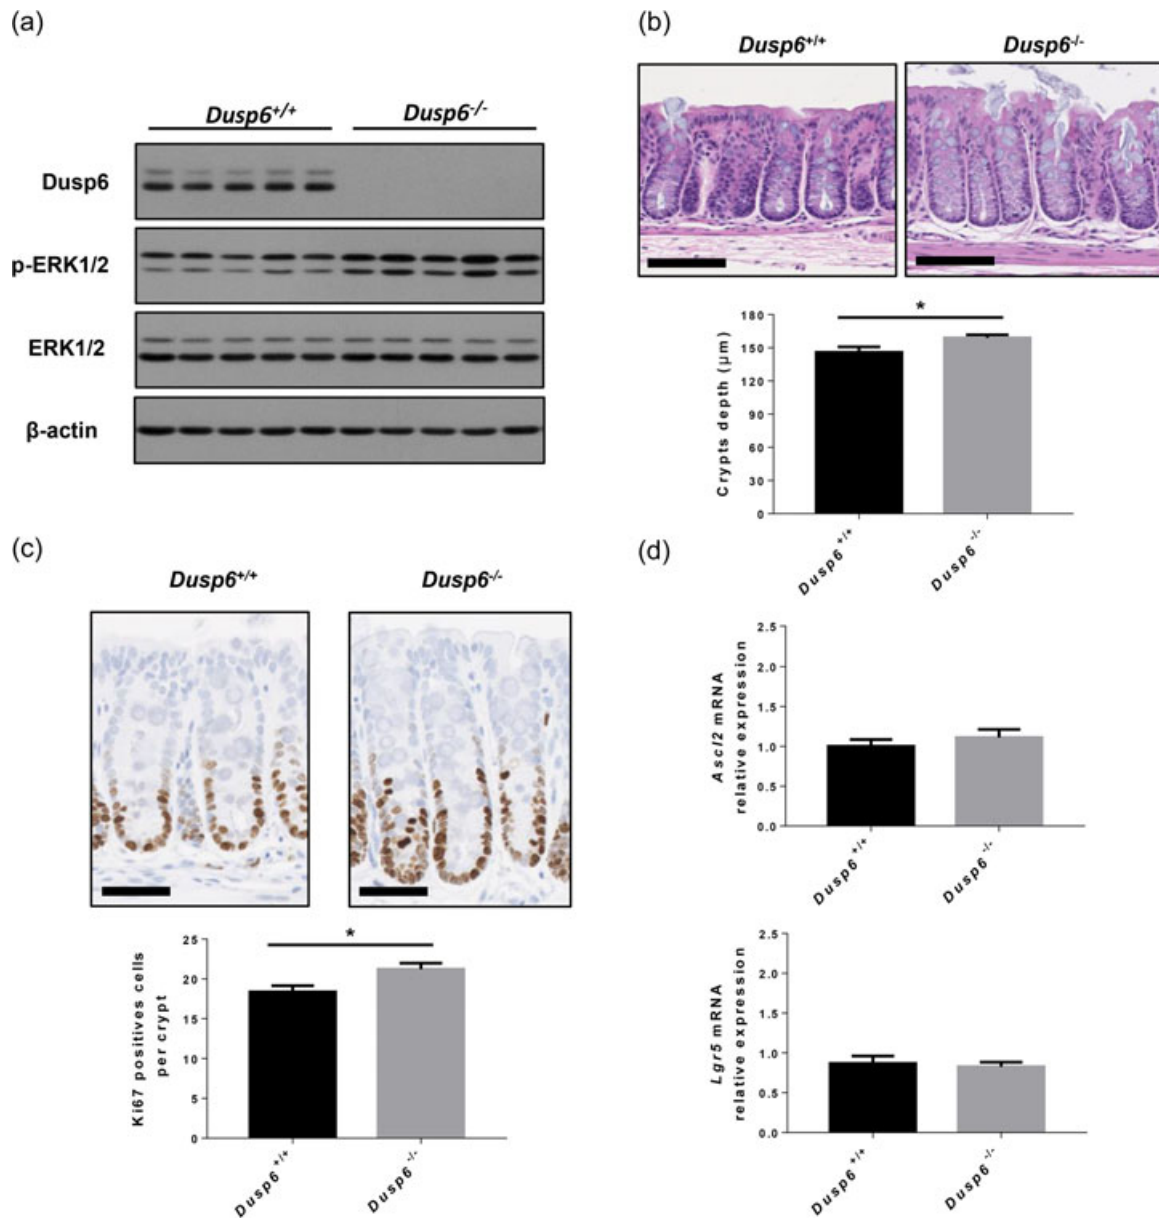 (a)
Dusp6+/+ Dusp6-/-
Dusp6
p-ERK1/2
ERK1/2
β-actin
(b)
Dusp6+/+ Dusp6-/-
*
Crypts depth (µm)
180
150
120
90
60
30
0
Dusp6+/+
Dusp6-/-
(c)
Dusp6+/+ Dusp6-/-
*
Ki67 positives cells
per crypt
25
20
15
10
5
0
Dusp6+/+
Dusp6-/-
(d)
Ascl2 mRNA
relative expression
2.5
2.0
1.5
1.0
0.5
0.0
Dusp6+/+
Dusp6-/-
Lgr5 mRNA
relative expression
2.5
2.0
1.5
1.0
0.5
0.0
Dusp6+/+
Dusp6-/-